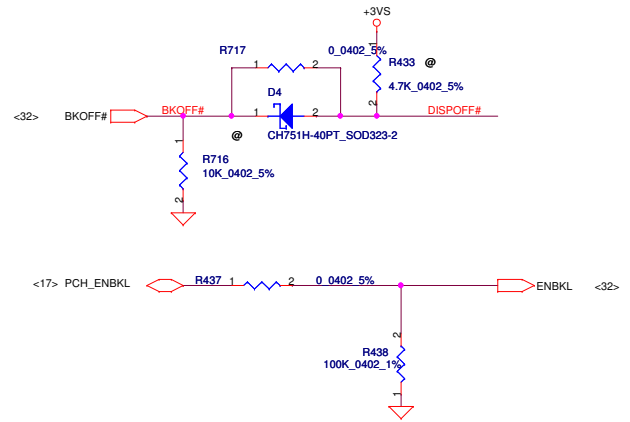 +3VS
R717
0_0402_5%
1
2
1
R433
@
4.7K_0402_5%
2
D4
<32>
BKOFF#
BKOFF#
1
2
DISPOFF#
@
CH751H-40PT_SOD323-2
1
R716
10K_0402_5%
2
<17>
PCH_ENBKL
R437
1
2
0_0402_5%
ENBKL
<32>
2
R438
100K_0402_1%
1